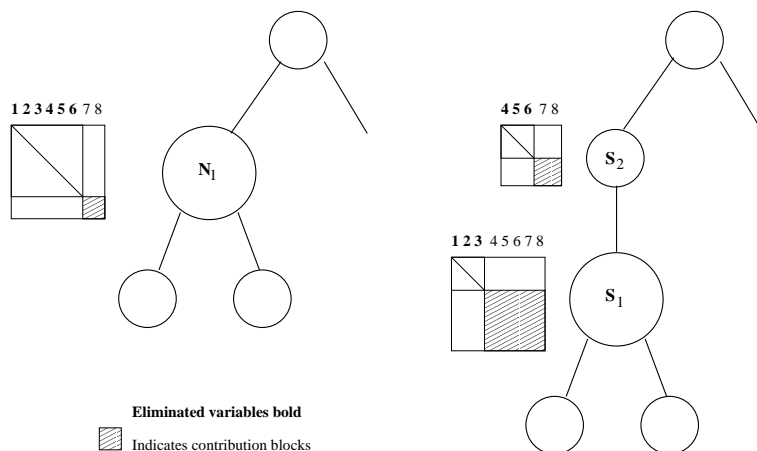 1 2 3 4 5 6 7 8
N1
4 5 6 7 8
S2
1 2 3 4 5 6 7 8
S1
Eliminated variables bold
Indicates contribution blocks